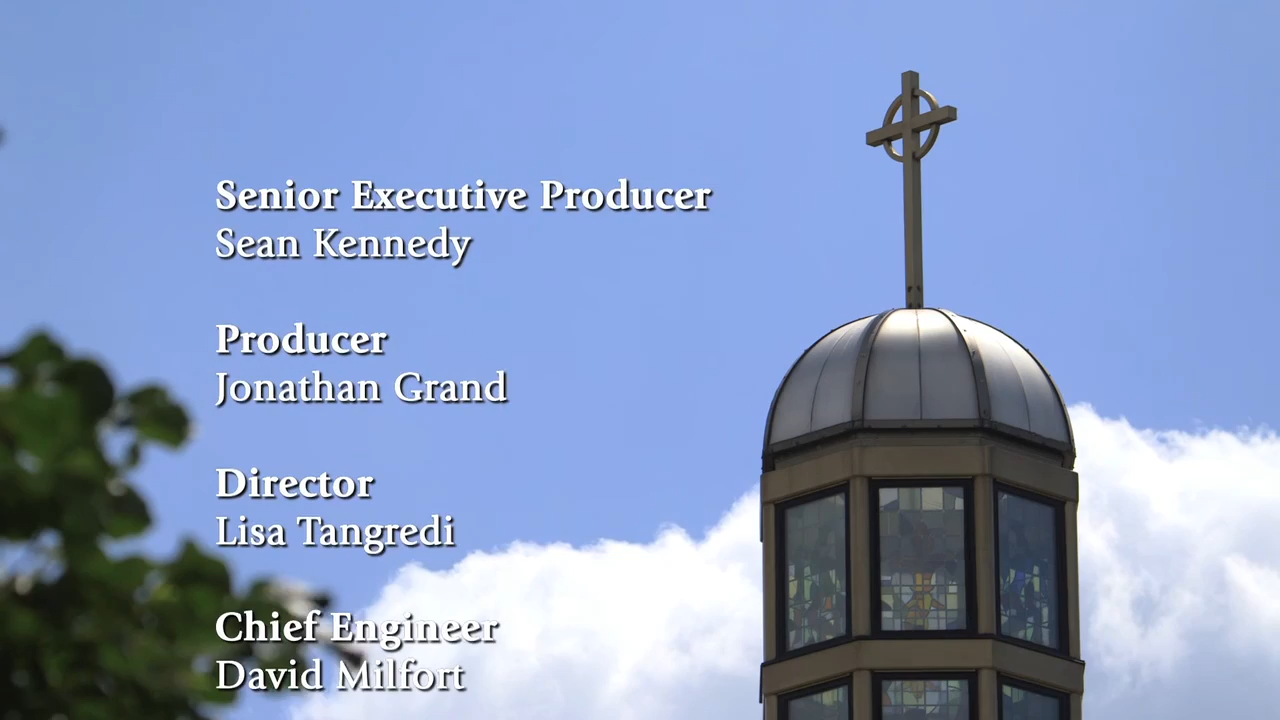 Senior Executive Producer
Sean Kennedy
Producer
Jonathan Grand
Director
Lisa Tangredi
Chief Engineer
David Milfort